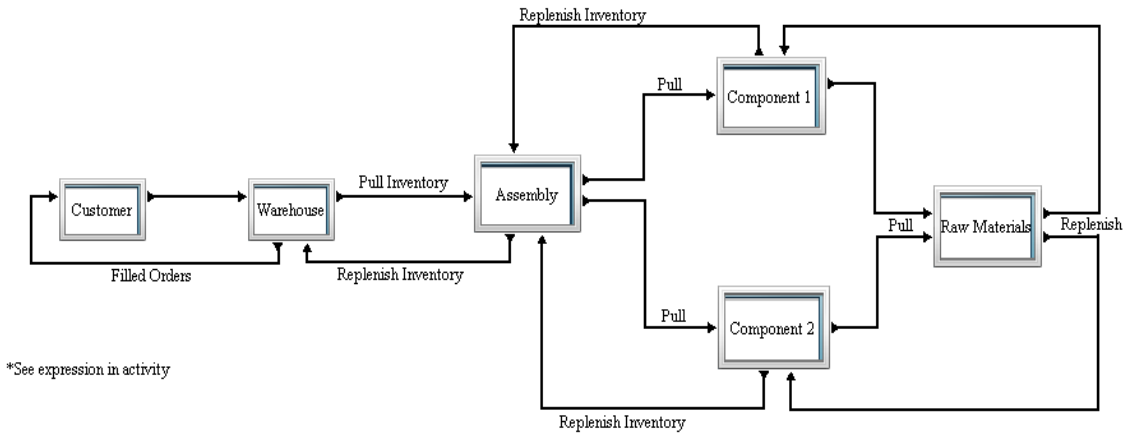 Replenish Inventory
Pull
Component 1
Customer
Warehouse
Pull Inventory
Assembly
Pull
Raw Materials
Replenish
Filled Orders
Replenish Inventory
Pull
Component 2
*See expression in activity
Replenish Inventory